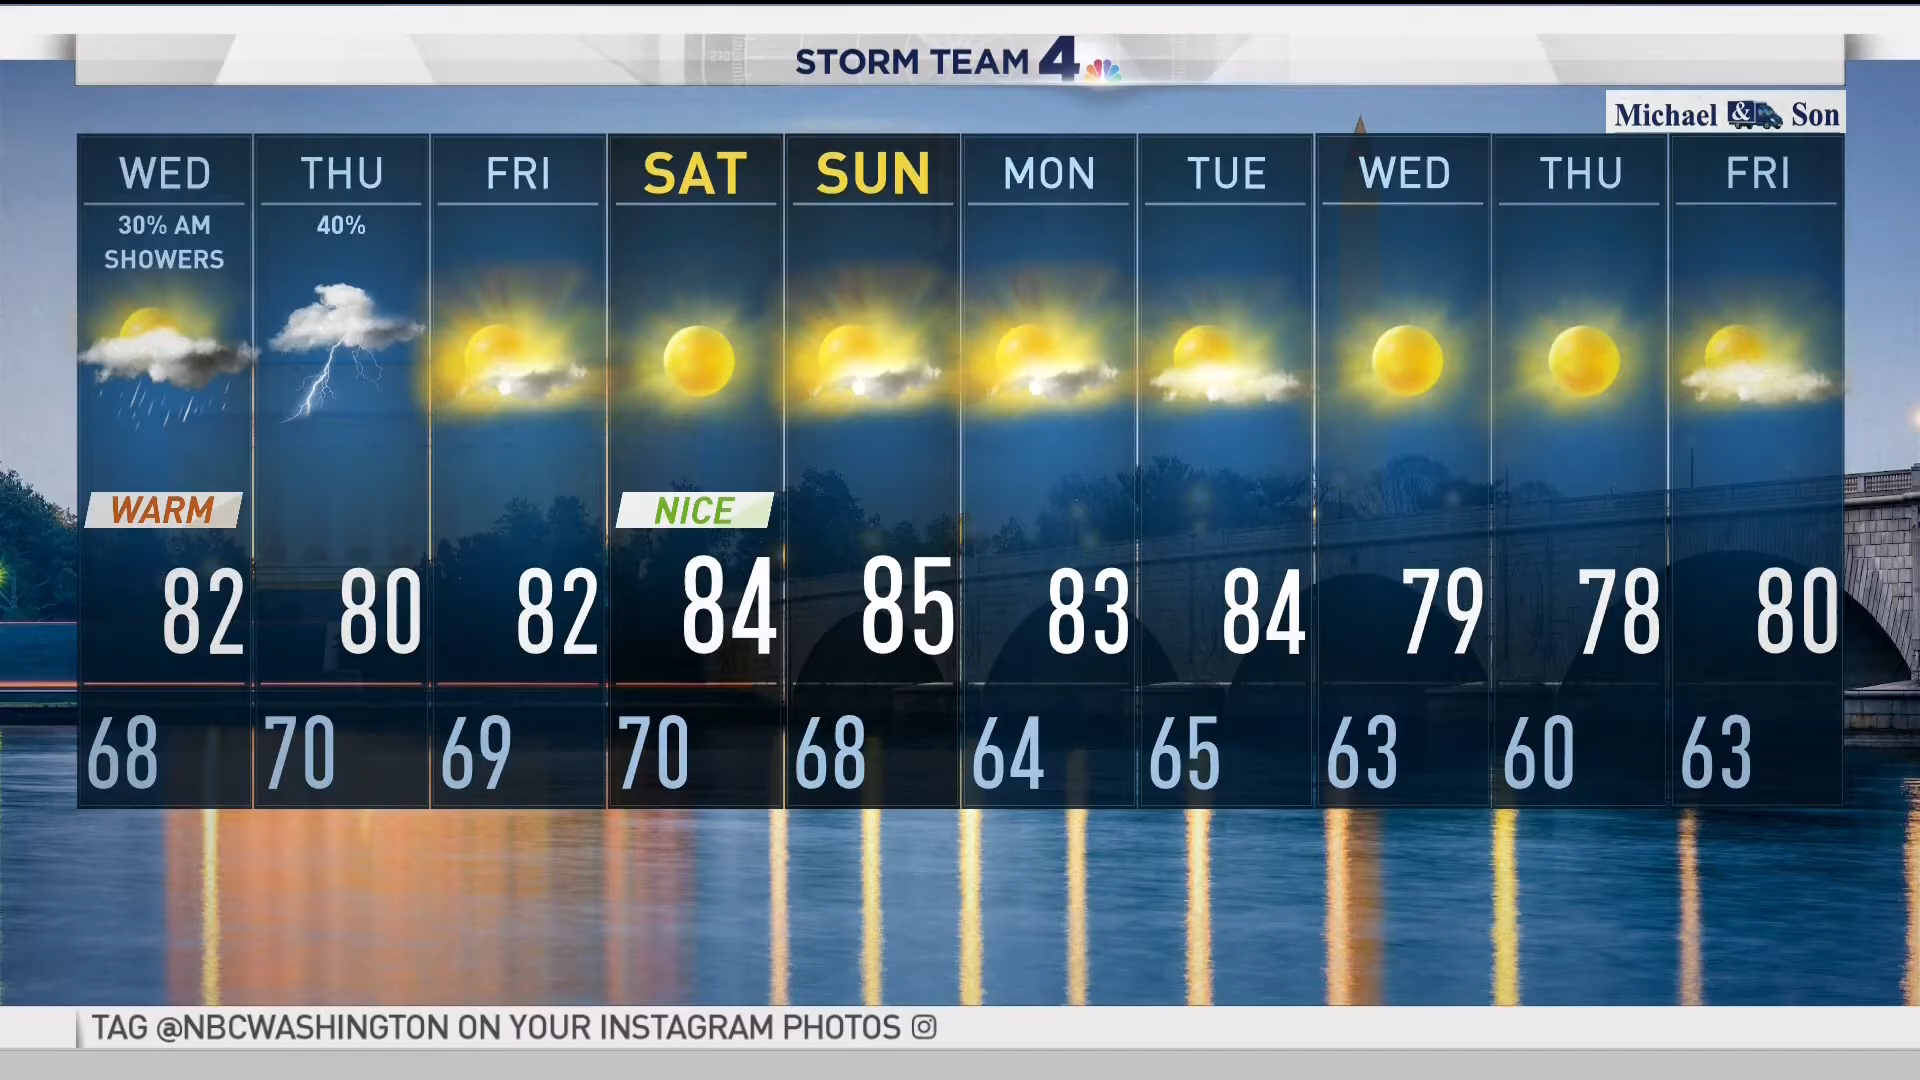 STORM TEAM 4
Michael & Son
WED THU FRI SAT SUN MON TUE WED THU FRI
30% AM 40%
SHOWERS
WARM NICE
82 80 82 84 85 83 84 79 78 80
68 70 69 70 68 64 65 63 60 63
TAG @NBCWASHINGTON ON YOUR INSTAGRAM PHOTOS